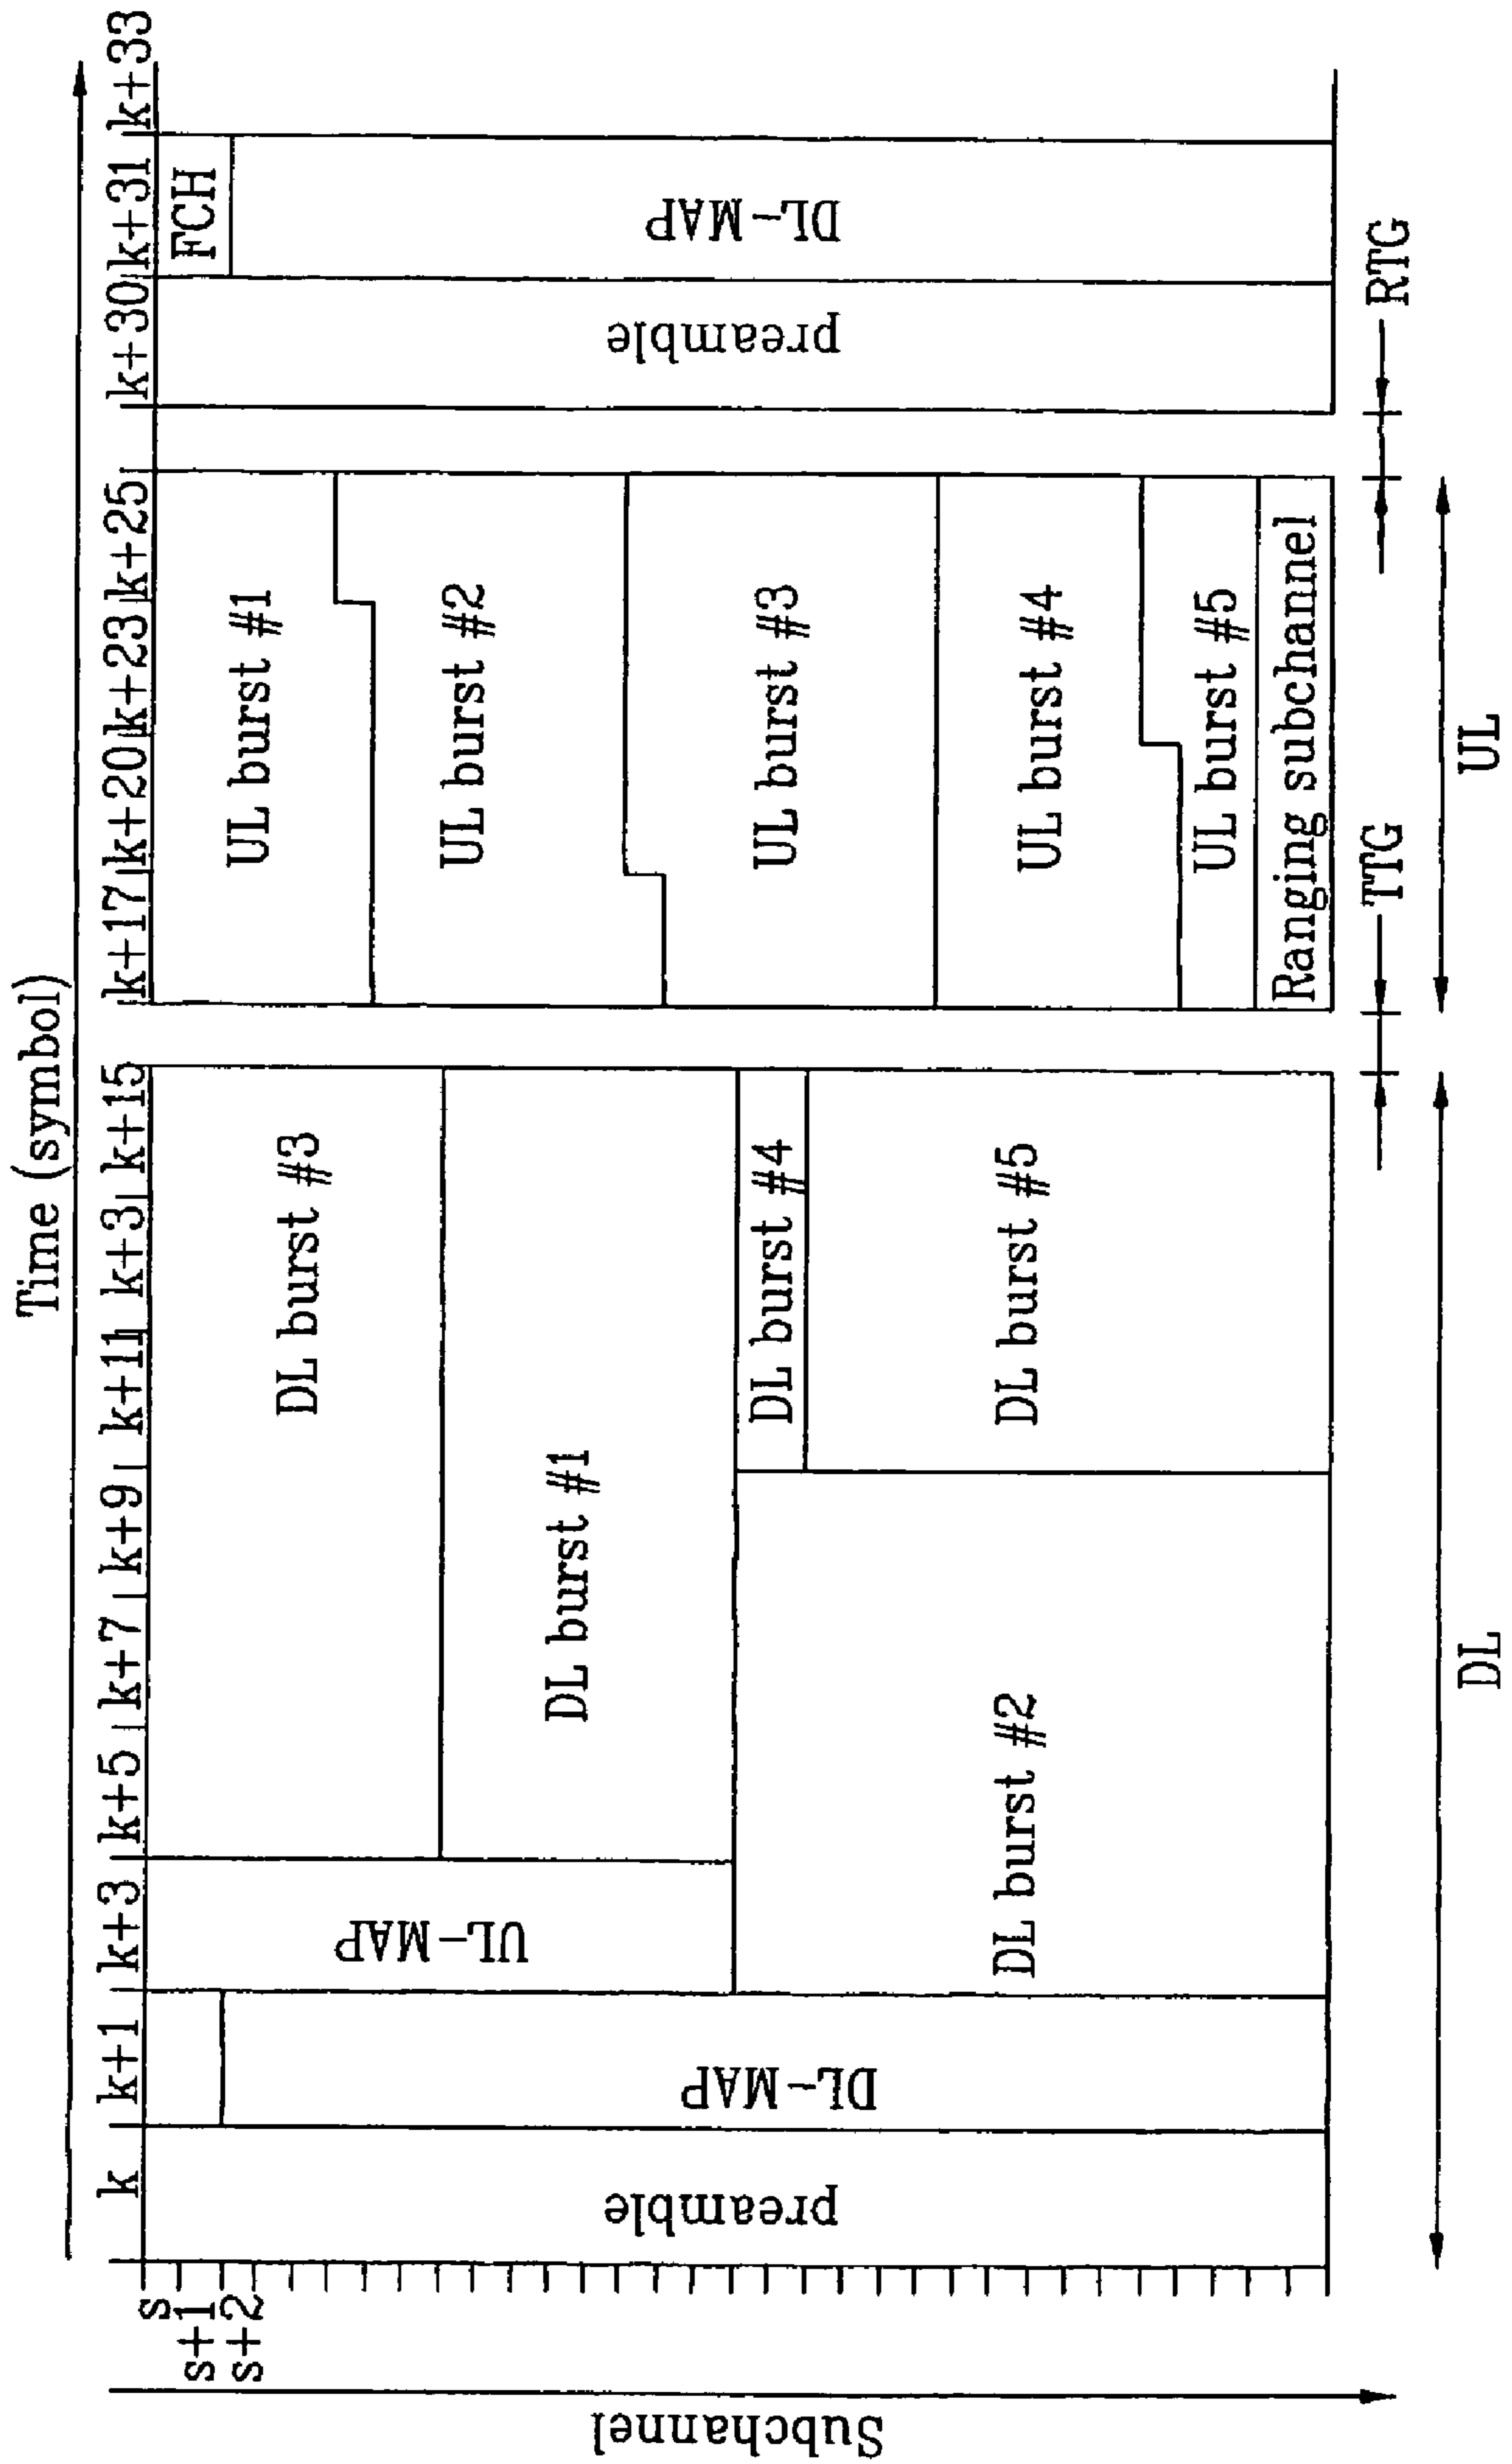 Time (symbol)
k k+1 k+3 k+5 k+7 k+9 k+11 k+3 k+15 k+17 k+20 k+23 k+25 k+30 k+31 k+33
s
s+1
s+2
Subchannel
preamble
DL-MAP
UL-MAP
DL burst #3
DL burst #1
DL burst #2
DL burst #4
DL burst #5
UL burst #1
UL burst #2
UL burst #3
UL burst #4
UL burst #5
Ranging subchannel
preamble
FCH
DL-MAP
TTG
RTG
DL
UL